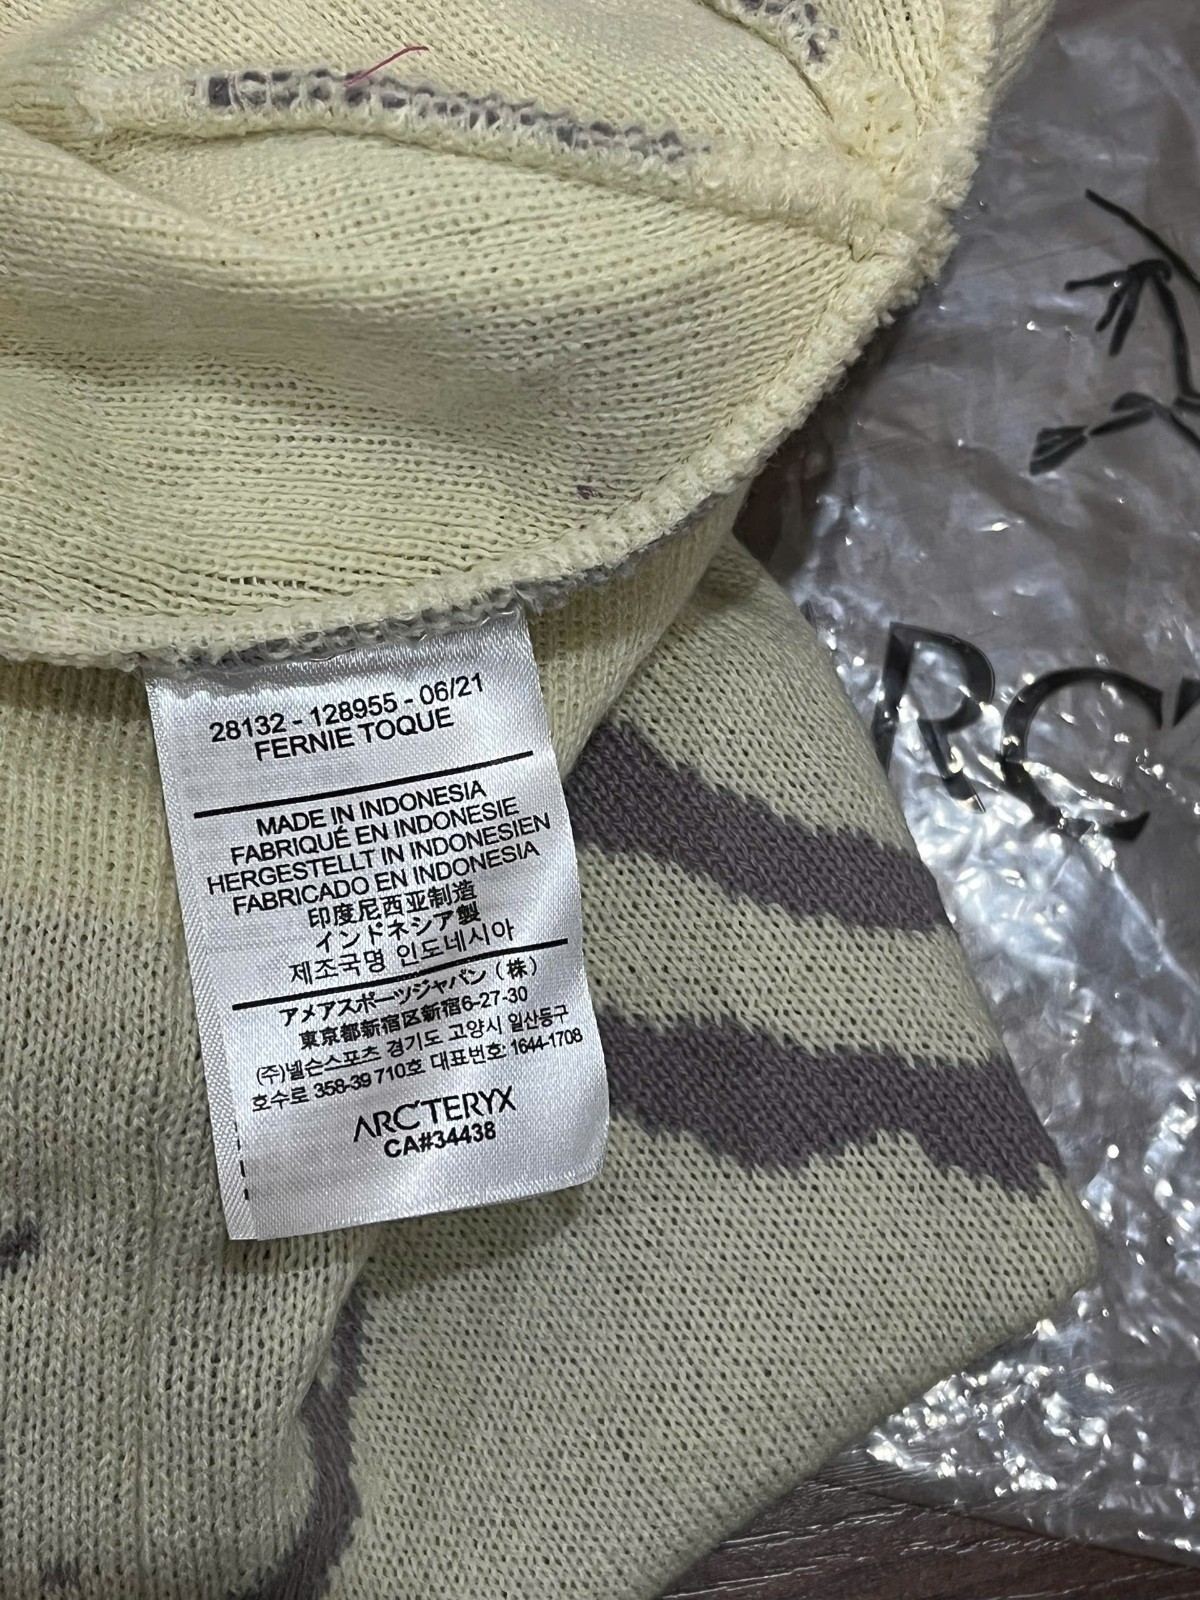 28132 - 128955 - 06/21
FERNIE TOQUE
MADE IN INDONESIA
FABRIQUÉ EN INDONESIE
HERGESTELLT IN INDONESIEN
FABRICADO EN INDONESIA
印度尼西亚制造
インドネシア製
제조국명 인도네시아
アメアスポーツジャパン（株）
東京都新宿区新宿6-27-30
(주)넬슨스포츠 경기도 고양시 일산동구
호수로 358-39 710호 대표번호: 1644-1708
ARC'TERYX
CA#34438
RC'